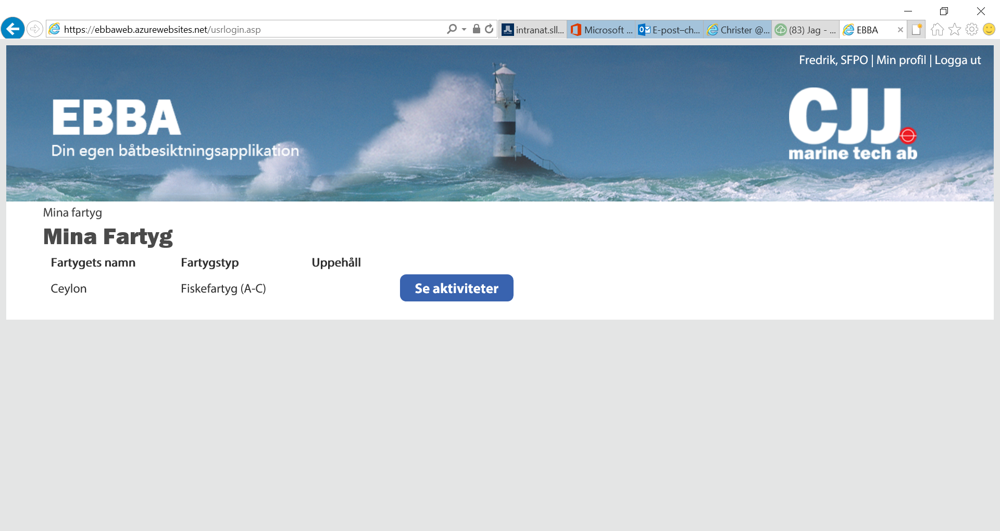 https://ebbaweb.azurewebsites.net/usrlogin.asp
intranat.sll...
Microsoft ...
E-post–ch...
Christer @...
(83) Jag - ...
EBBA
Fredrik, SFPO | Min profil | Logga ut
EBBA
Din egen båtbesiktningsapplikation
CJJ
marine tech ab
Mina fartyg
Mina Fartyg
Fartygets namn Fartygstyp Uppehåll
Ceylon Fiskefartyg (A-C) Se aktiviteter